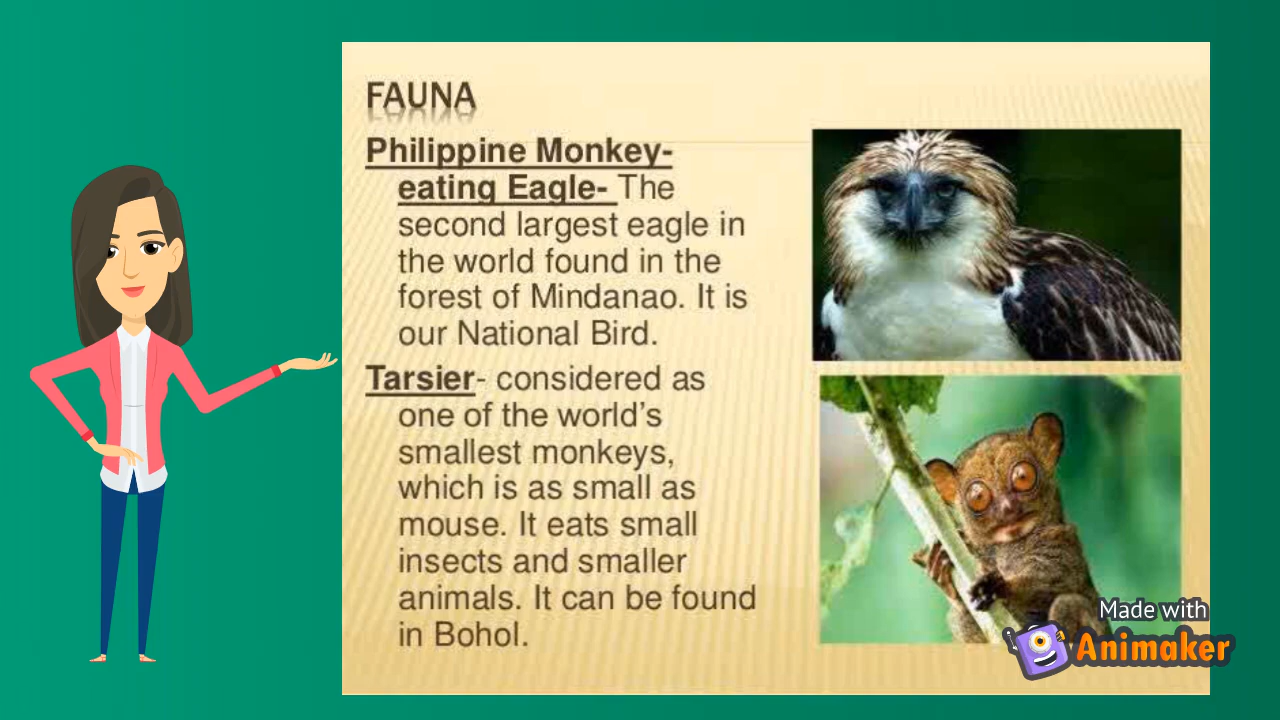 FAUNA
Philippine Monkey-
eating Eagle- The
second largest eagle in
the world found in the
forest of Mindanao. It is
our National Bird.
Tarsier- considered as
one of the world’s
smallest monkeys,
which is as small as
mouse. It eats small
insects and smaller
animals. It can be found
in Bohol.
Made with
Animaker